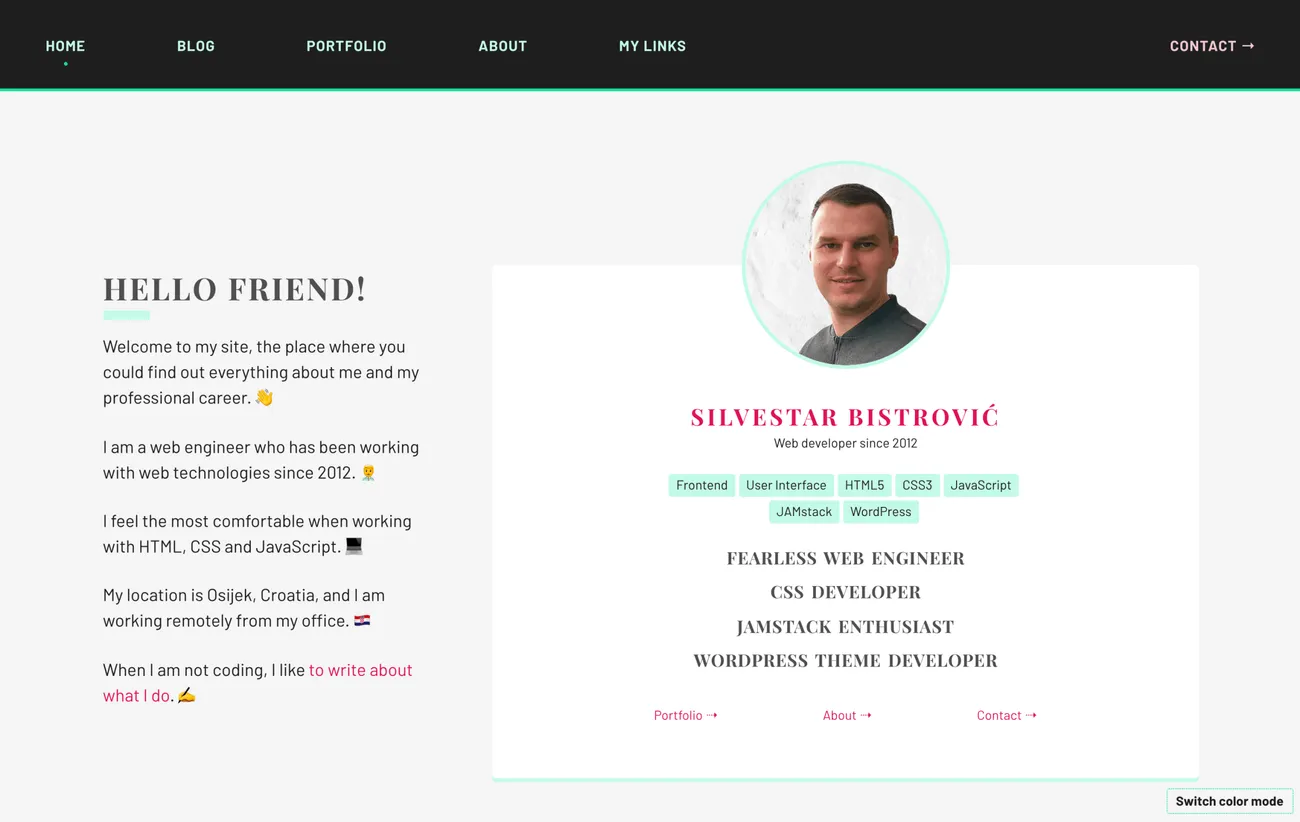 HOME
BLOG
PORTFOLIO
ABOUT
MY LINKS
CONTACT →
HELLO FRIEND!
Welcome to my site, the place where you
could find out everything about me and my
professional career. 👋
I am a web engineer who has been working
with web technologies since 2012. 👨‍💼
I feel the most comfortable when working
with HTML, CSS and JavaScript. 💻
My location is Osijek, Croatia, and I am
working remotely from my office. 🇭🇷
When I am not coding, I like to write about
what I do. ✍️
SILVESTAR BISTROVIĆ
Web developer since 2012
Frontend
User Interface
HTML5
CSS3
JavaScript
JAMstack
WordPress
FEARLESS WEB ENGINEER
CSS DEVELOPER
JAMSTACK ENTHUSIAST
WORDPRESS THEME DEVELOPER
Portfolio ⇢
About ⇢
Contact ⇢
Switch color mode